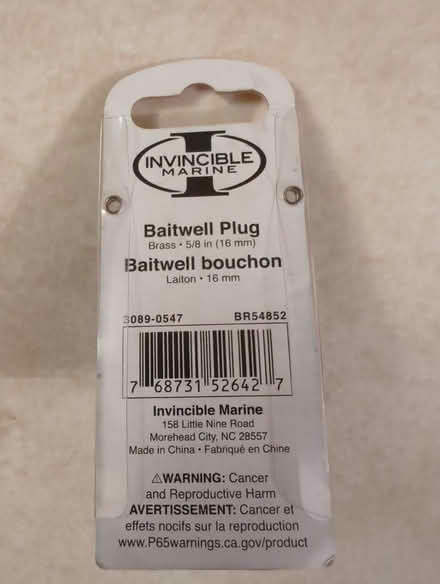 INVINCIBLE
MARINE
Baitwell Plug
Brass • 5/8 in (16 mm)
Baitwell bouchon
Laiton • 16 mm
3089-0547 BR54852
7 68731 52642 7
Invincible Marine
158 Little Nine Road
Morehead City, NC 28557
Made in China • Fabriqué en Chine
⚠WARNING: Cancer
and Reproductive Harm
AVERTISSEMENT: Cancer et
effets nocifs sur la reproduction
www.P65warnings.ca.gov/product